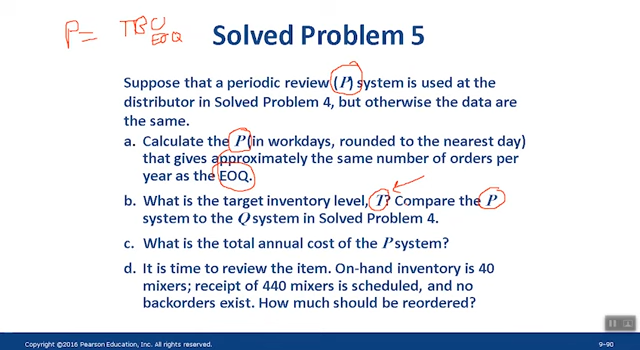 P = TBO EOQ
Solved Problem 5
Suppose that a periodic review (P) system is used at the
distributor in Solved Problem 4, but otherwise the data are
the same.
a. Calculate the P (in workdays, rounded to the nearest day)
that gives approximately the same number of orders per
year as the EOQ.
b. What is the target inventory level, T? Compare the P
system to the Q system in Solved Problem 4.
c. What is the total annual cost of the P system?
d. It is time to review the item. On-hand inventory is 40
mixers; receipt of 440 mixers is scheduled, and no
backorders exist. How much should be reordered?
Copyright ©2016 Pearson Education, Inc. All rights reserved.
9-90